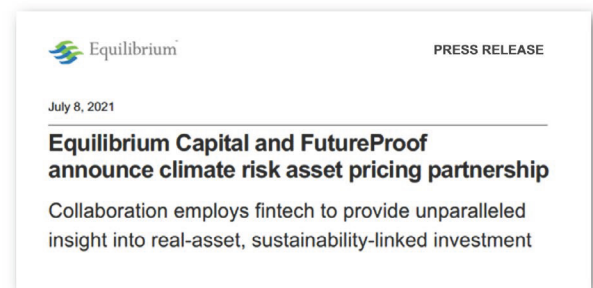 Equilibrium™
PRESS RELEASE
July 8, 2021
Equilibrium Capital and FutureProof
announce climate risk asset pricing partnership
Collaboration employs fintech to provide unparalleled
insight into real-asset, sustainability-linked investment